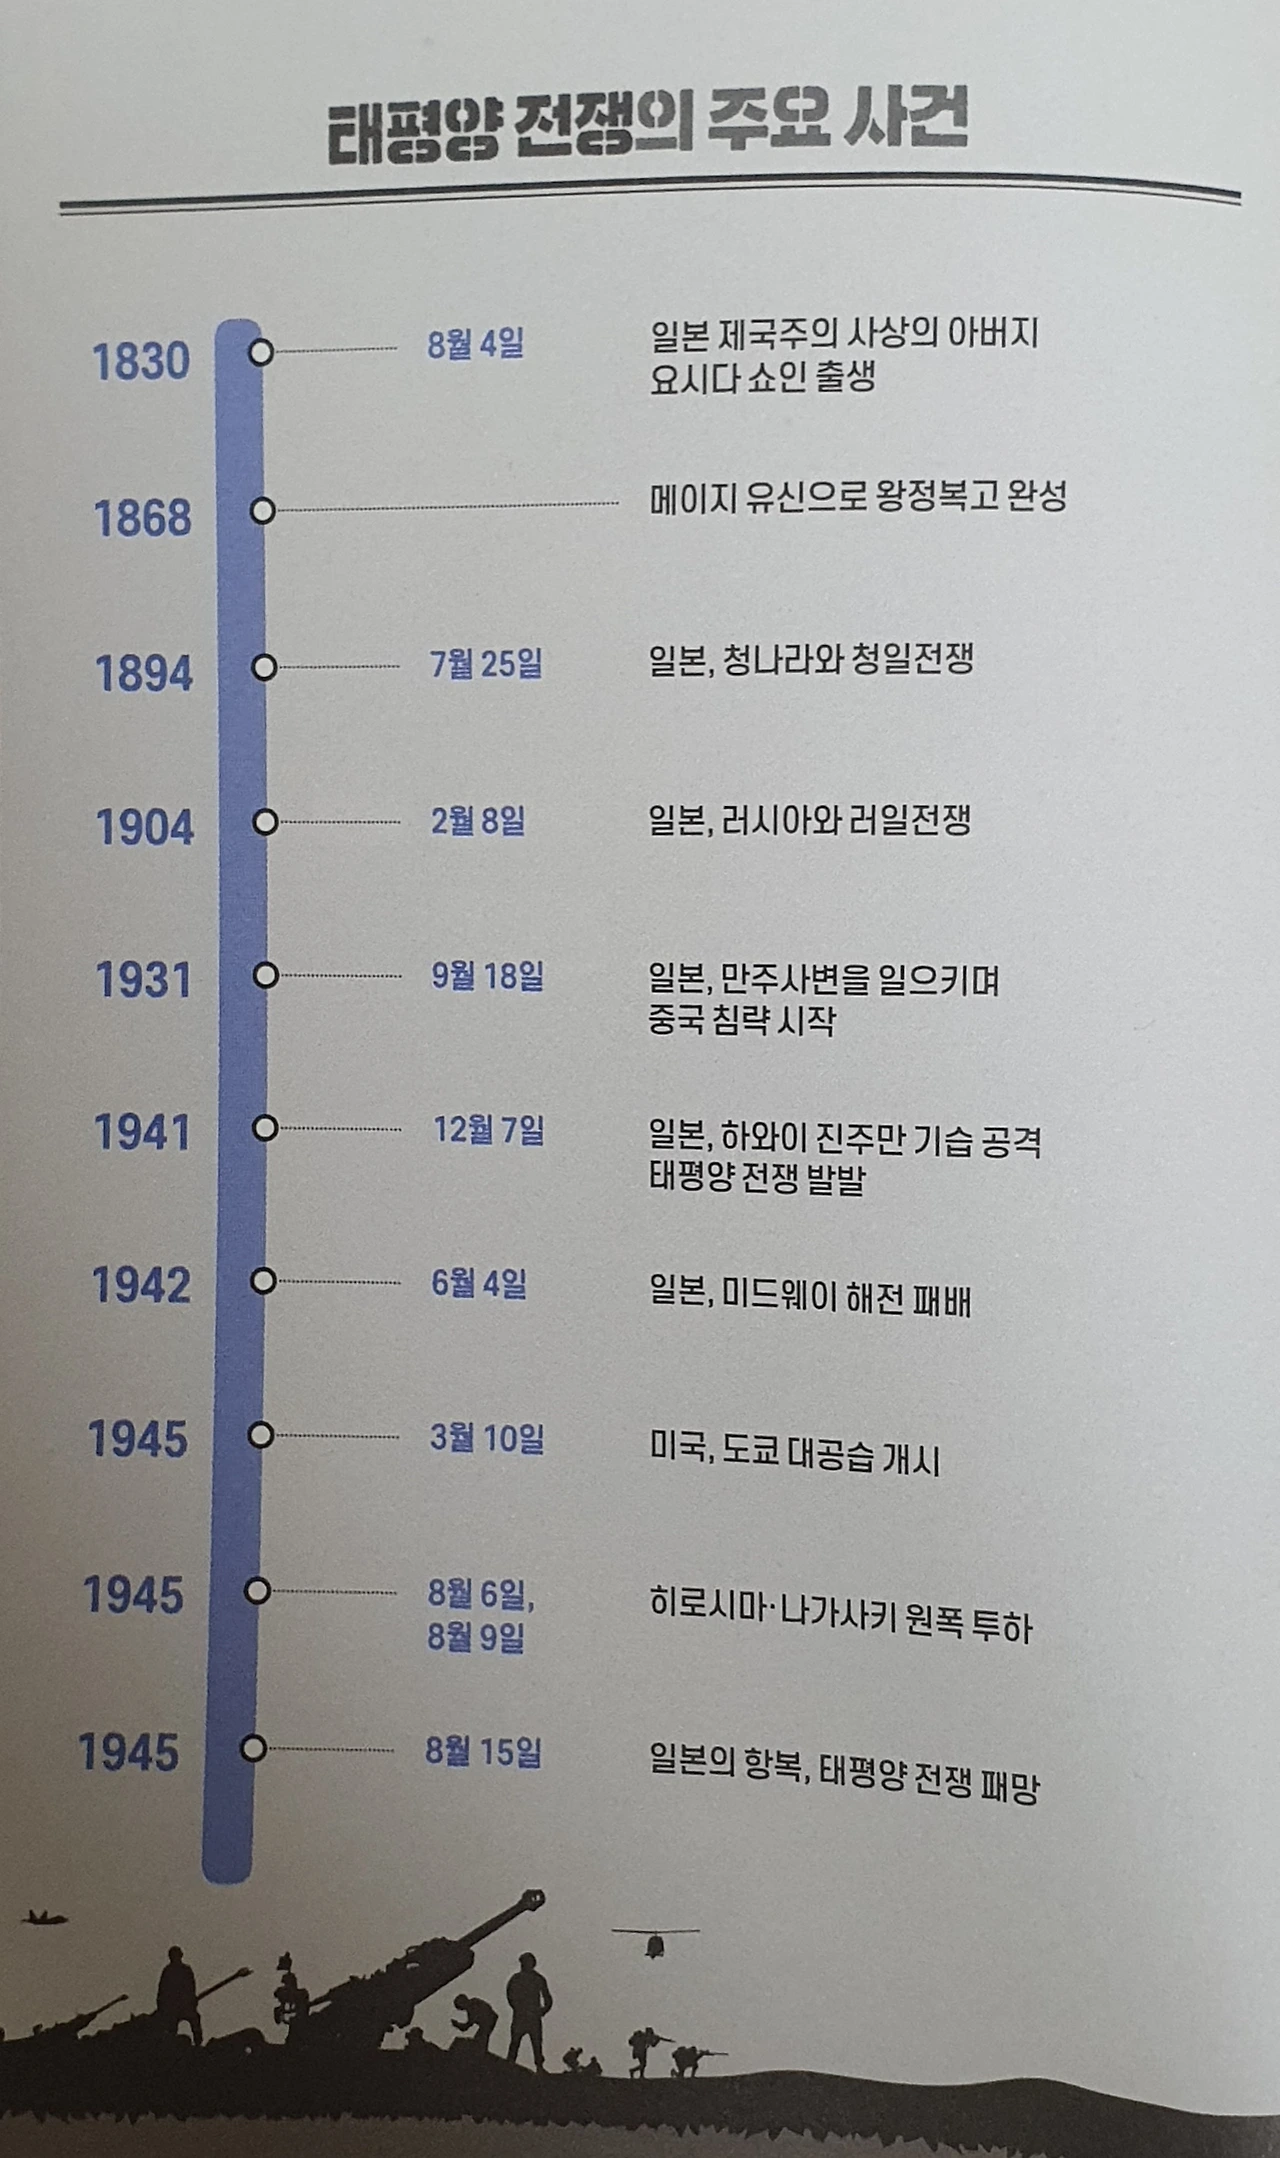 태평양 전쟁의 주요 사건
1830
8월 4일
일본 제국주의 사상의 아버지
요시다 쇼인 출생
1868
메이지 유신으로 왕정복고 완성
1894
7월 25일
일본, 청나라와 청일전쟁
1904
2월 8일
일본, 러시아와 러일전쟁
1931
9월 18일
일본, 만주사변을 일으키며
중국 침략 시작
1941
12월 7일
일본, 하와이 진주만 기습 공격
태평양 전쟁 발발
1942
6월 4일
일본, 미드웨이 해전 패배
1945
3월 10일
미국, 도쿄 대공습 개시
1945
8월 6일,
8월 9일
히로시마·나가사키 원폭 투하
1945
8월 15일
일본의 항복, 태평양 전쟁 패망